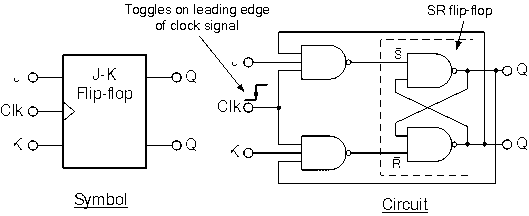 Toggles on leading edge
of clock signal
SR flip-flop
J-K
Flip-flop
J
Q
Clk
K
Q
Symbol
J
S̅
Q
Clk
K
R̅
Q
Circuit